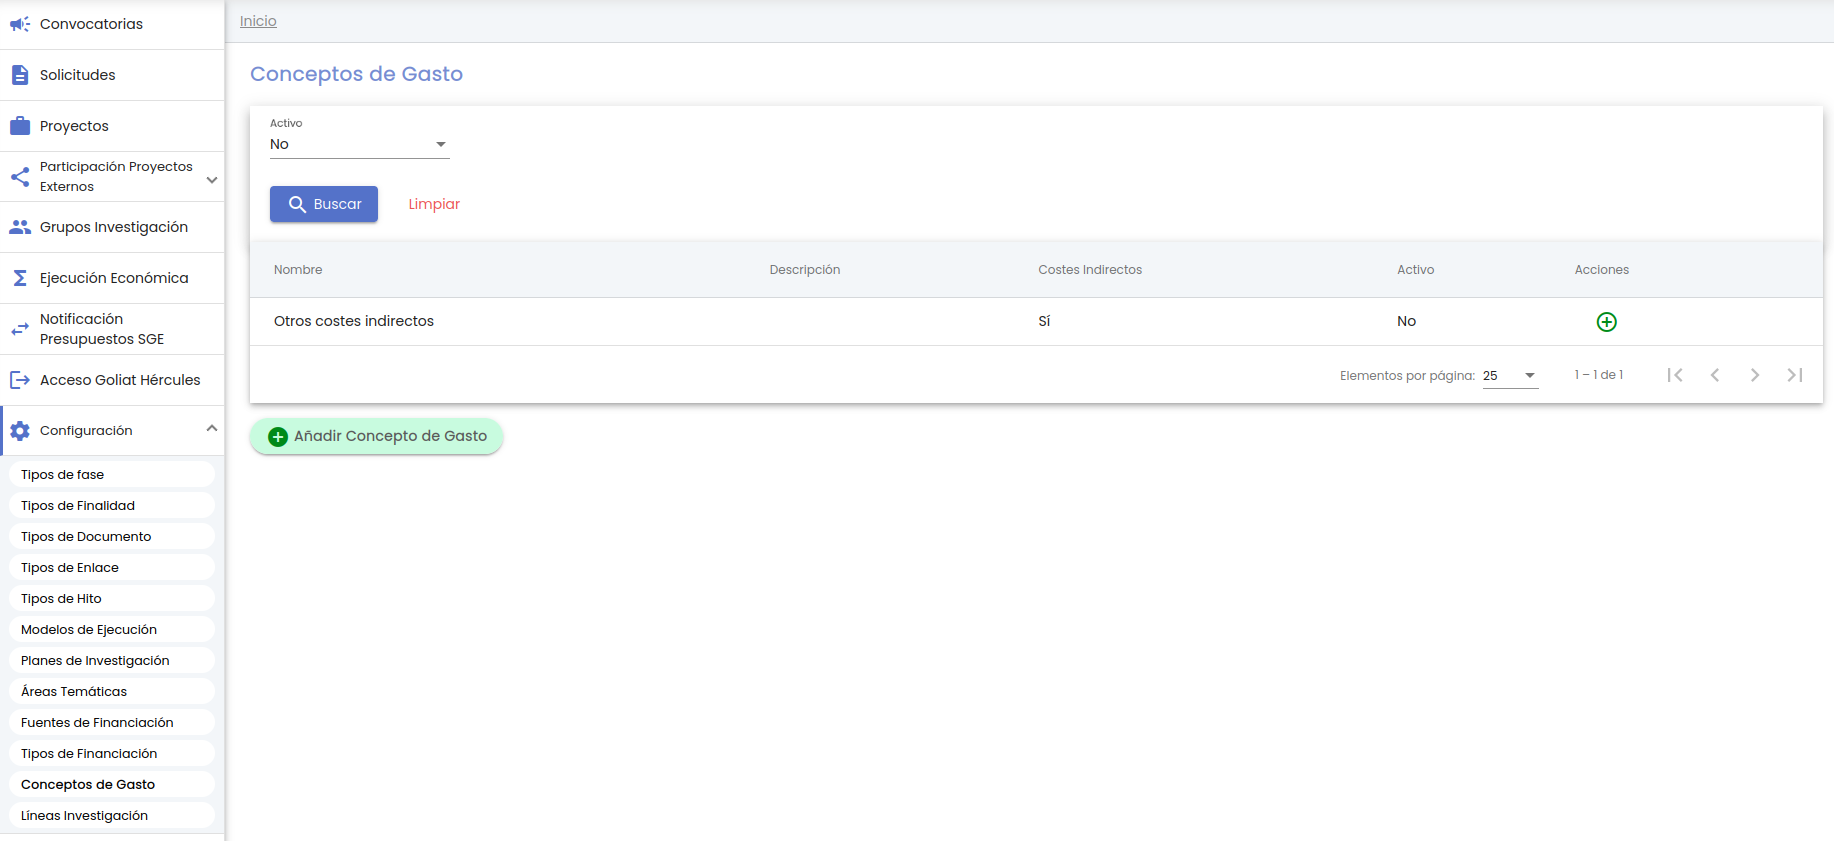 Convocatorias
Solicitudes
Proyectos
Participación Proyectos
Externos
Grupos Investigación
Ejecución Económica
Notificación
Presupuestos SGE
Acceso Goliat Hércules
Configuración
Tipos de fase
Tipos de Finalidad
Tipos de Documento
Tipos de Enlace
Tipos de Hito
Modelos de Ejecución
Planes de Investigación
Áreas Temáticas
Fuentes de Financiación
Tipos de Financiación
Conceptos de Gasto
Líneas Investigación
Inicio
Conceptos de Gasto
Activo
No
Buscar Limpiar
Nombre Descripción Costes Indirectos Activo Acciones
Otros costes indirectos Sí No
Elementos por página: 25 1 – 1 de 1
Añadir Concepto de Gasto